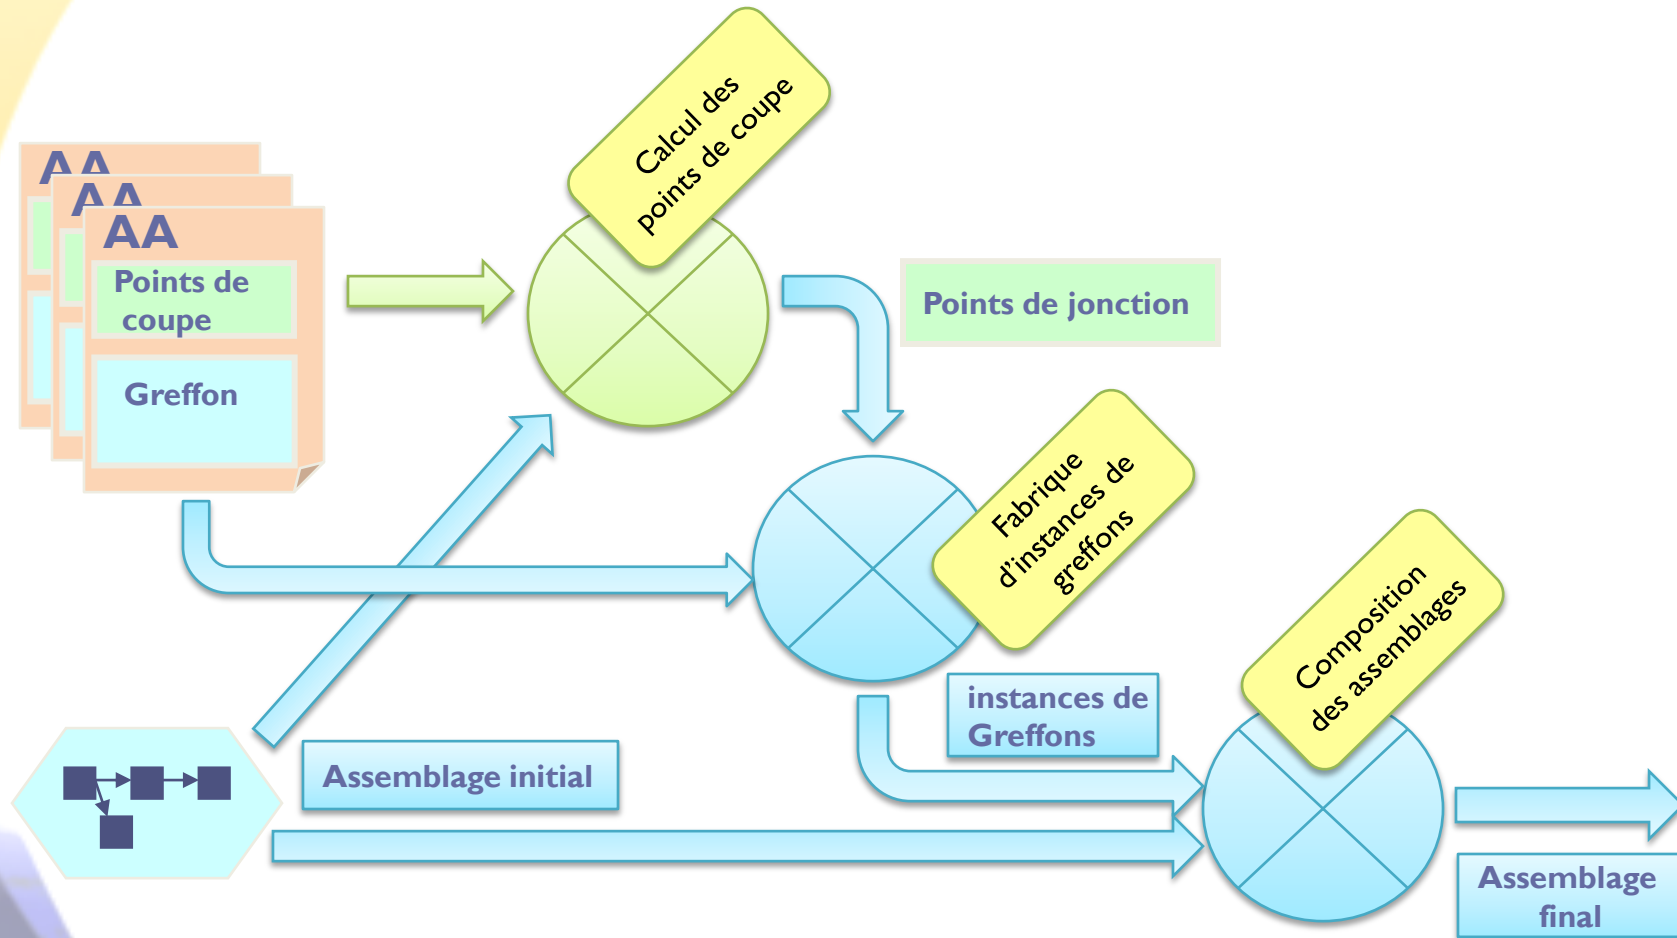 Calcul des
points de coupe
AA
AA
AA
Points de
coupe
Greffon
Points de jonction
Fabrique
d'instances de
greffons
Composition
des assemblages
instances de
Greffons
Assemblage initial
Assemblage
final